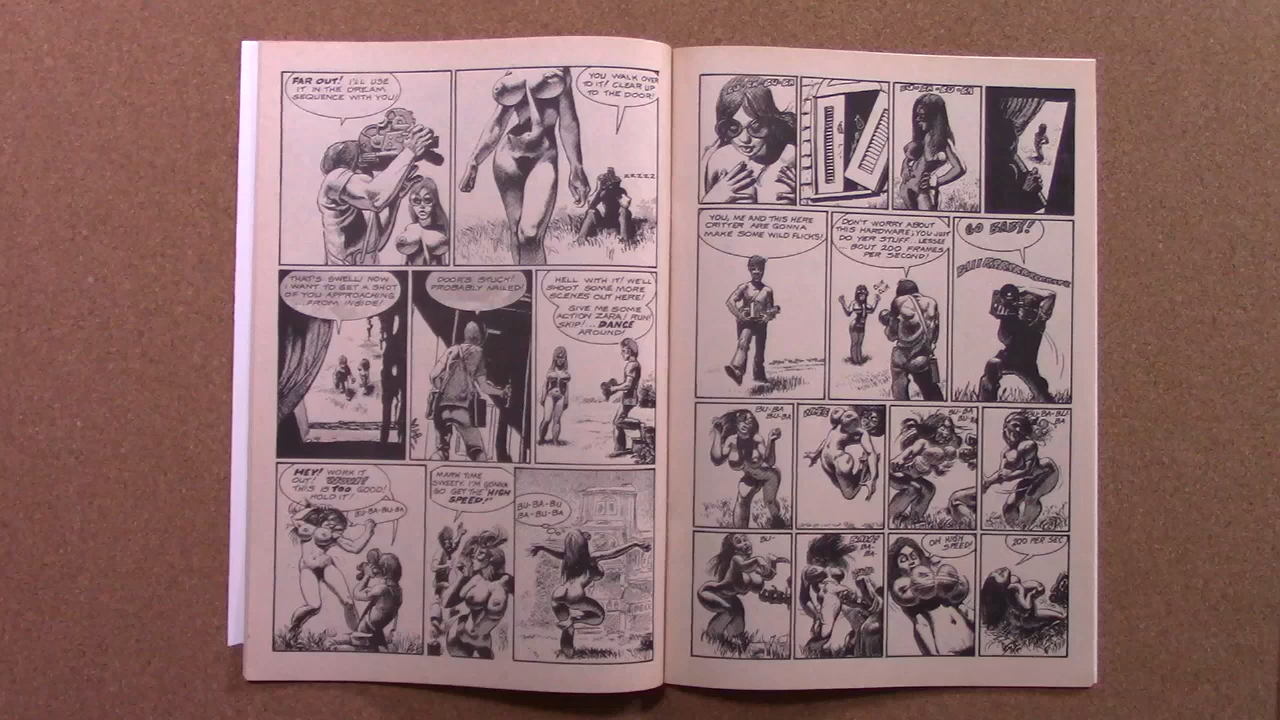 FAR OUT! I'LL USE
IT IN THE DREAM
SEQUENCE WITH YOU!
YOU WALK OVER
TO IT! CLEAR UP
TO THE DOOR!
THAT'S SWELL! NOW
I WANT TO GET A SHOT
OF YOU APPROACHING
...FROM INSIDE!
DOOR'S STUCK!
PROBABLY NAILED!
HELL WITH IT! WE'LL
SHOOT SOME MORE
SCENES OUT HERE!
GIVE ME SOME
ACTION ZARA! RUN!
SKIP!... DANCE
AROUND!
HEY! WORK IT
OUT!
THIS IS TOO GOOD!
HOLD IT!
BU-BA-BU-BA
MARK TIME
SWEETY. I'M GONNA
GO GET THE "HIGH
SPEED!"
BU-BA-BU
BA-BU-BA
YOU, ME AND THIS HERE
CRITTER ARE GONNA
MAKE SOME WILD FLICKS!
DON'T WORRY ABOUT
THIS HARDWARE; YOU JUST
DO YER STUFF... LESSEE
...BOUT 200 FRAMES
PER SECOND!
GO BABY!
BU-BA
BU-BA
BU-BA
BU-BA-BU-
BA
BU-
BA-
BA-
OH HIGH
SPEED!
200 PER SEC.